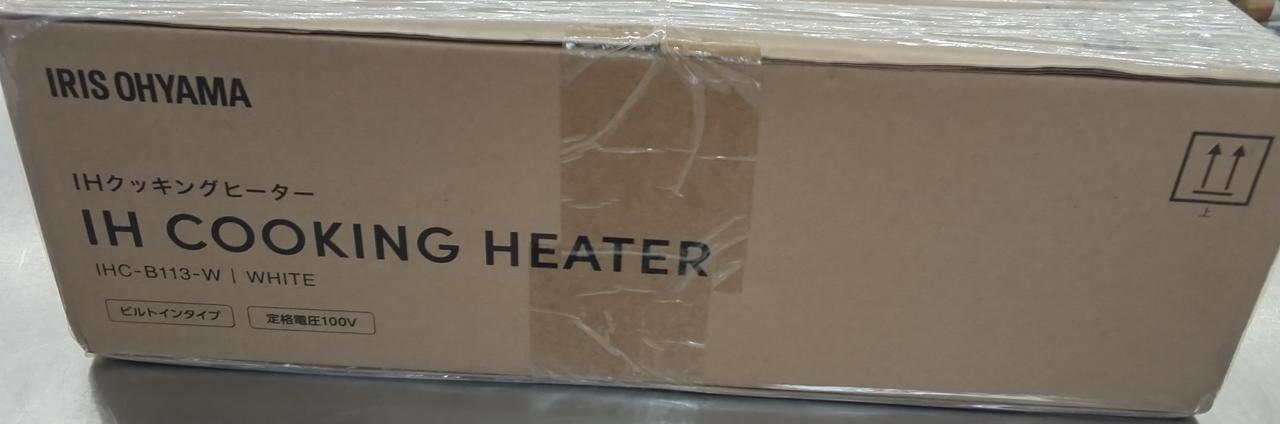 IRIS OHYAMA
IHクッキングヒーター
IH COOKING HEATER
IHC-B113-W | WHITE
ビルトインタイプ
定格電圧100V
上